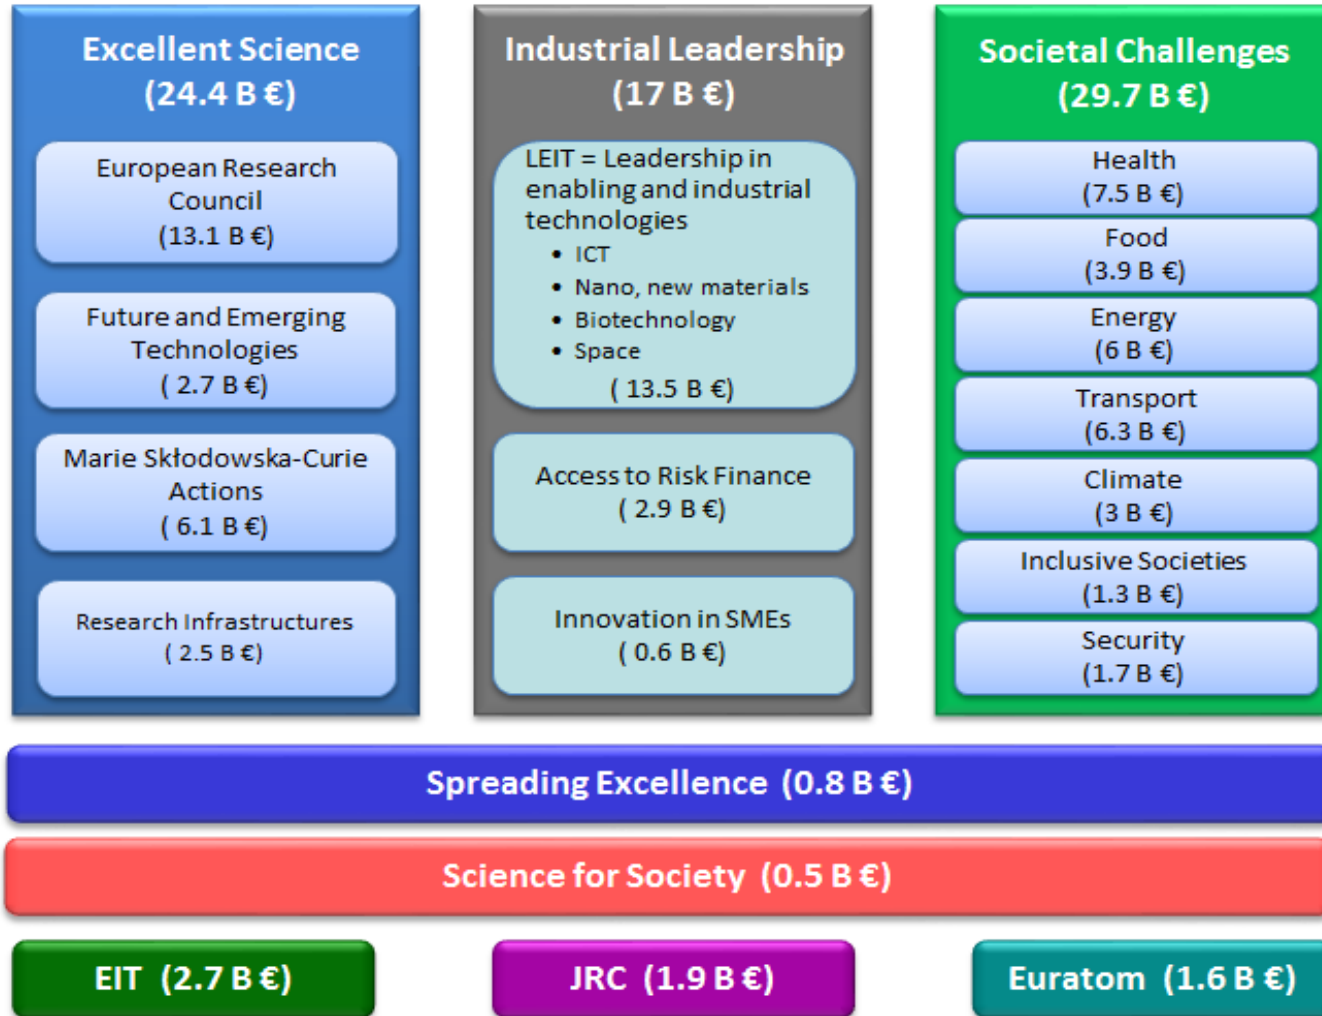 Excellent Science
(24.4 B €)
European Research
Council
(13.1 B €)
Future and Emerging
Technologies
( 2.7 B €)
Marie Skłodowska-Curie
Actions
( 6.1 B €)
Research Infrastructures
( 2.5 B €)
Industrial Leadership
(17 B €)
LEIT = Leadership in
enabling and industrial
technologies
• ICT
• Nano, new materials
• Biotechnology
• Space
( 13.5 B €)
Access to Risk Finance
( 2.9 B €)
Innovation in SMEs
( 0.6 B €)
Societal Challenges
(29.7 B €)
Health
(7.5 B €)
Food
(3.9 B €)
Energy
(6 B €)
Transport
(6.3 B €)
Climate
(3 B €)
Inclusive Societies
(1.3 B €)
Security
(1.7 B €)
Spreading Excellence (0.8 B €)
Science for Society (0.5 B €)
EIT (2.7 B €)
JRC (1.9 B €)
Euratom (1.6 B €)